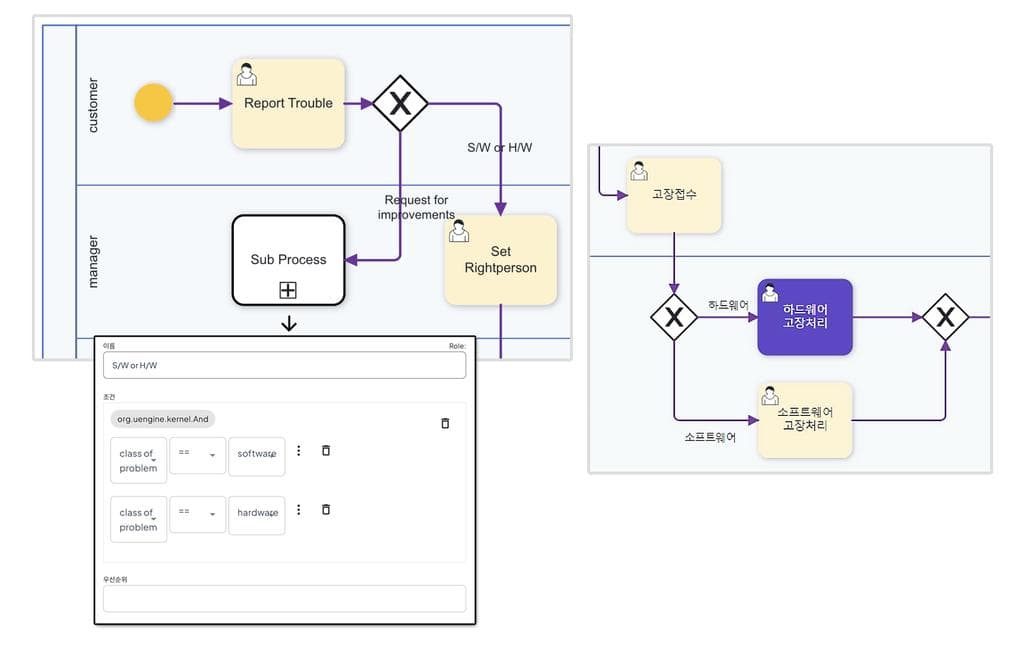 customer
Report Trouble
X
S/W or H/W
Request for
improvements
manager
Sub Process
Set
Rightperson
이름
Role:
S/W or H/W
조건
org.uengine.kernel.And
class of
problem
==
software
class of
problem
==
hardware
우선순위
고장접수
X
하드웨어
하드웨어
고장처리
X
소프트웨어
고장처리
소프트웨어